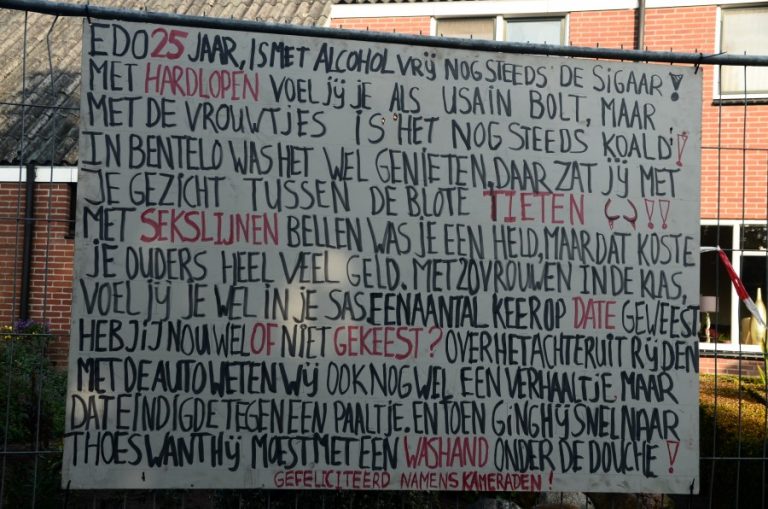 EDO 25 JAAR, IS MET ALCOHOL VRIJ NOG STEEDS DE SIGAAR!
MET HARDLOPEN VOEL JIJ JE ALS USAIN BOLT, MAAR
MET DE VROUWTJES IS HET NOG STEEDS KOALD'!
IN BENTELO WAS HET WEL GENIETEN, DAAR ZAT JIJ MET
JE GEZICHT TUSSEN DE BLOTE TIETEN !!
MET SEKSLIJNEN BELLEN WAS JE EEN HELD, MAAR DAT KOSTE
JE OUDERS HEEL VEEL GELD. MET 20 VROUWEN IN DE KLAS,
VOEL JIJ JE WEL IN JE SAS. EEN AANTAL KEER OP DATE GEWEEST
HEB JIJ NOU WEL OF NIET GEKEEST? OVER HET ACHTERUIT RIJDEN
MET DE AUTO WETEN WIJ OOK NOG WEL EEN VERHAALTJE, MAAR
DAT EINDIGDE TEGEN EEN PAALTJE. EN TOEN GING HIJ SNEL NAAR
THOES WANT HIJ MOEST MET EEN WASHAND ONDER DE DOUCHE!
GEFELICITEERD NAMENS KAMERADEN!